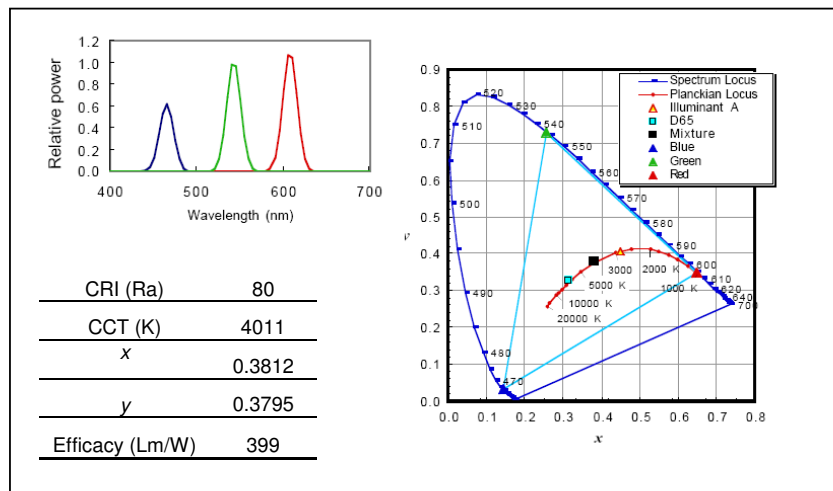 1.2
1.0
0.8
0.6
0.4
0.2
0.0
Relative power
400 500 600 700
Wavelength (nm)
CRI (Ra) 80
CCT (K) 4011
x 0.3812
y 0.3795
Efficacy (Lm/W) 399
0.9
0.8
0.7
0.6
0.5
0.4
0.3
0.2
0.1
0.0
y
0.0 0.1 0.2 0.3 0.4 0.5 0.6 0.7 0.8
x
Spectrum Locus
Planckian Locus
Illuminant A
D65
Mixture
Blue
Green
Red
520
530
510
540
550
560
500
570
580
590
600
610
620
640
700
490
480
470
3000
2000 K
5000 K
1000 K
10000 K
20000 K